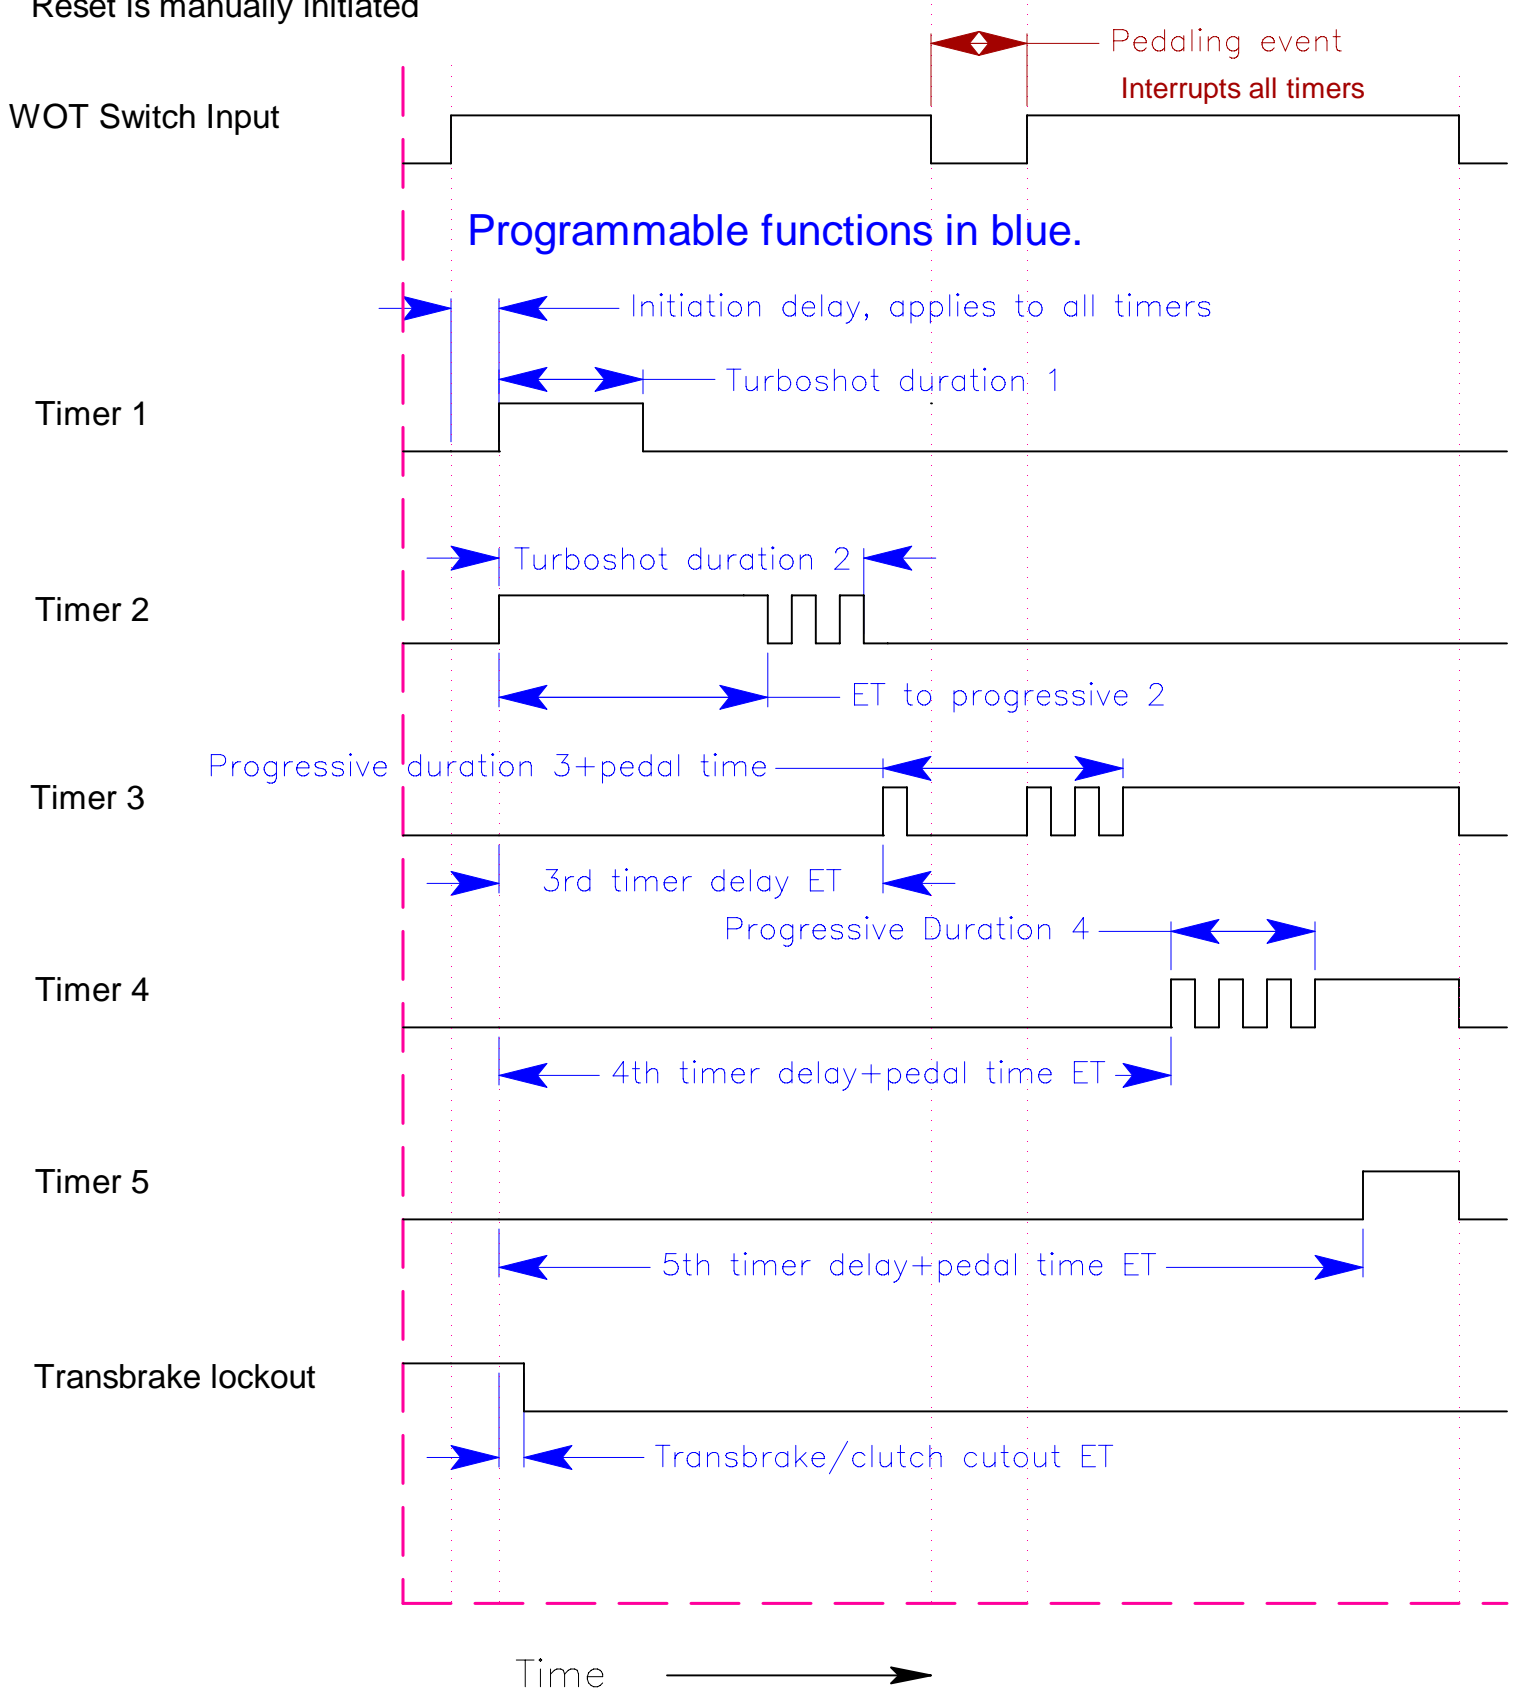 Reset is manually initiated
Pedaling event
Interrupts all timers
WOT Switch Input
Programmable functions in blue.
Initiation delay, applies to all timers
Turboshot duration 1
Timer 1
Turboshot duration 2
Timer 2
ET to progressive 2
Progressive duration 3+pedal time
Timer 3
3rd timer delay ET
Progressive Duration 4
Timer 4
4th timer delay+pedal time ET
Timer 5
5th timer delay+pedal time ET
Transbrake lockout
Transbrake/clutch cutout ET
Time